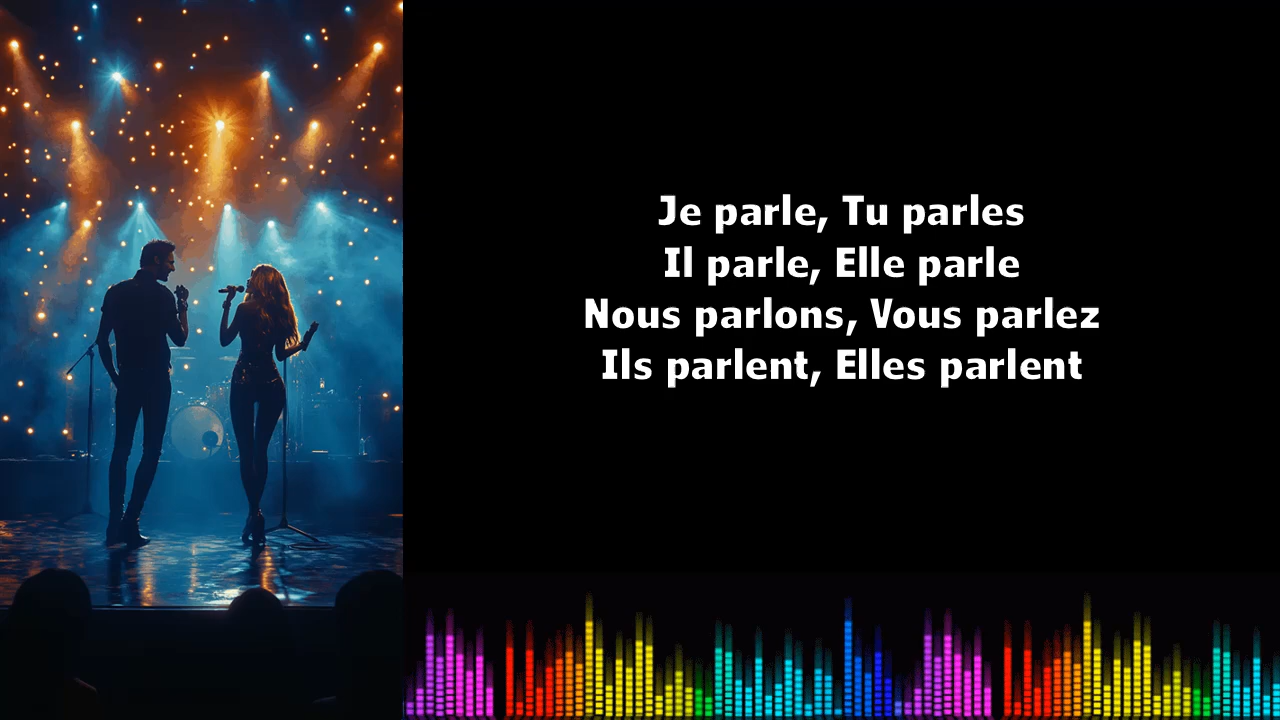 Je parle, Tu parles
Il parle, Elle parle
Nous parlons, Vous parlez
Ils parlent, Elles parlent